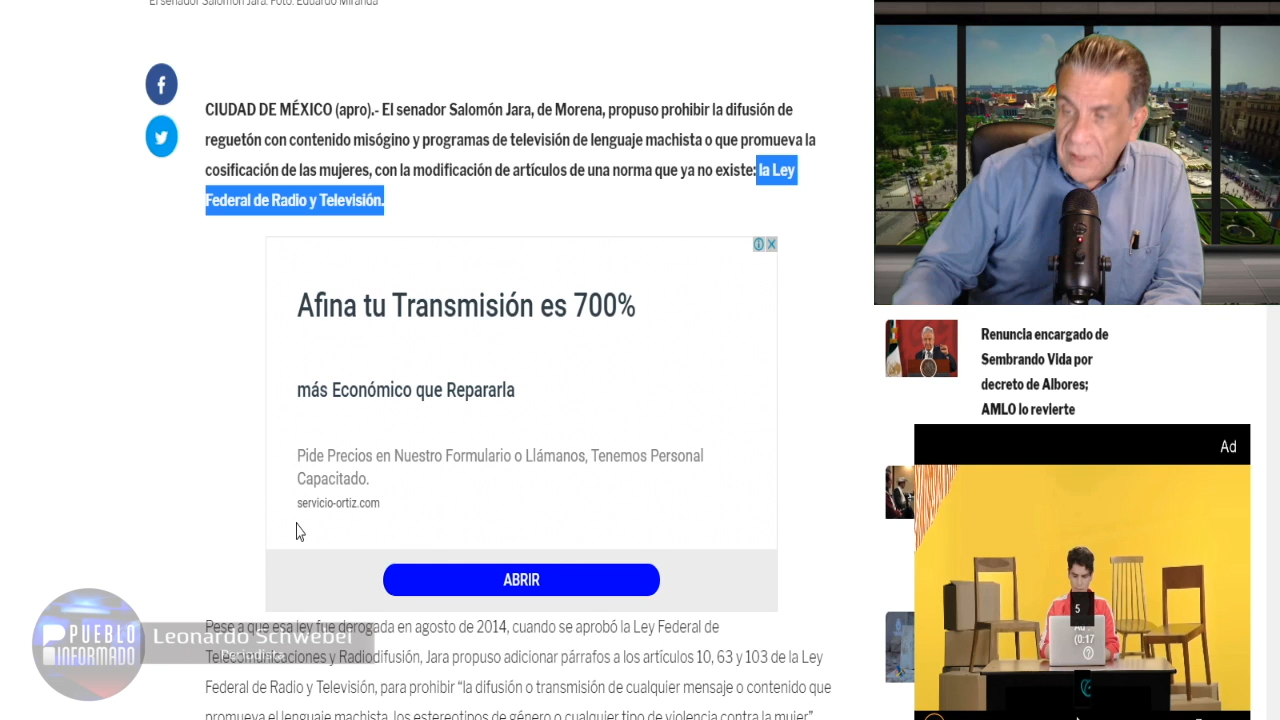 El senador Salomón Jara. Foto: Eduardo Miranda
CIUDAD DE MÉXICO (apro).- El senador Salomón Jara, de Morena, propuso prohibir la difusión de
reguetón con contenido misógino y programas de televisión de lenguaje machista o que promueva la
cosificación de las mujeres, con la modificación de artículos de una norma que ya no existe: la Ley
Federal de Radio y Televisión.
Afina tu Transmisión es 700%
más Económico que Repararla
Pide Precios en Nuestro Formulario o Llámanos, Tenemos Personal
Capacitado.
servicio-ortiz.com
ABRIR
Pese a que esa ley fue derogada en agosto de 2014, cuando se aprobó la Ley Federal de
Telecomunicaciones y Radiodifusión, Jara propuso adicionar párrafos a los artículos 10, 63 y 103 de la Ley
Federal de Radio y Televisión, para prohibir “la difusión o transmisión de cualquier mensaje o contenido que
promueva el lenguaje machista, los estereotipos de género o cualquier tipo de violencia contra la mujer”
PUEBLO
INFORMADO
Leonardo Schwebel
Periodista
Renuncia encargado de
Sembrando Vida por
decreto de Albores;
AMLO lo revierte
Ad
5
Ad :
(0:17